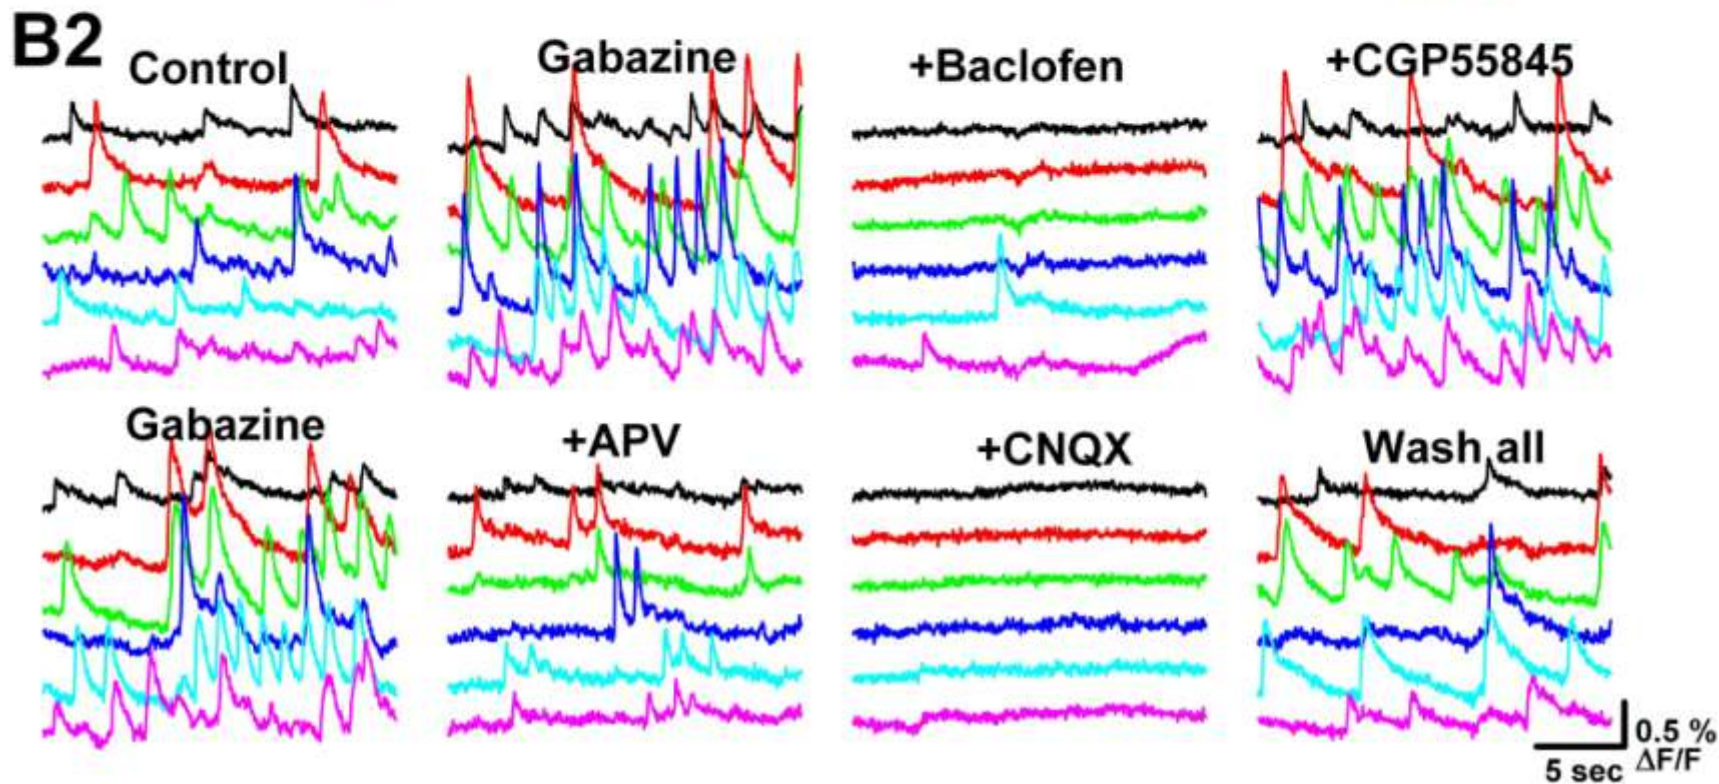 B2
Control
Gabazine
+Baclofen
+CGP55845
Gabazine
+APV
+CNQX
Wash all
0.5 %
ΔF/F
5 sec